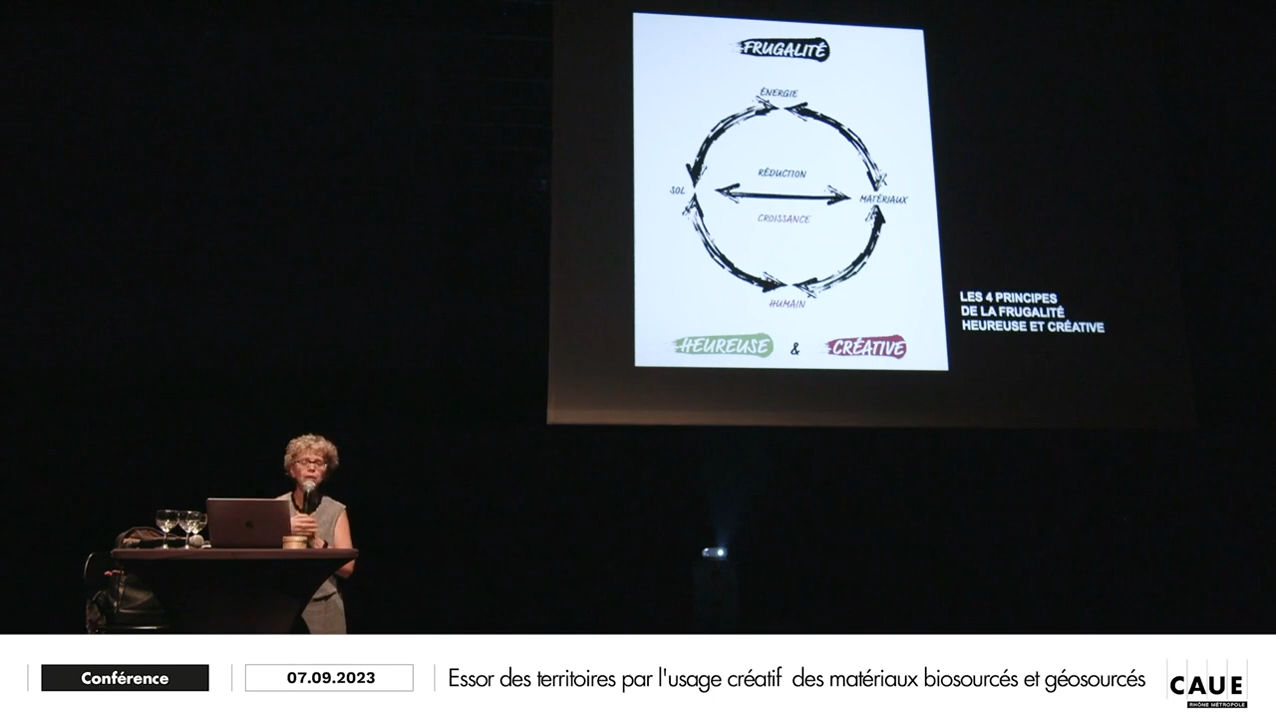 FRUGALITÉ
ÉNERGIE
RÉDUCTION
SOL
MATÉRIAUX
CROISSANCE
HUMAIN
HEUREUSE & CRÉATIVE
LES 4 PRINCIPES
DE LA FRUGALITÉ
HEUREUSE ET CRÉATIVE
Conférence
07.09.2023
Essor des territoires par l'usage créatif des matériaux biosourcés et géosourcés
CAUE
RHÔNE MÉTROPOLE